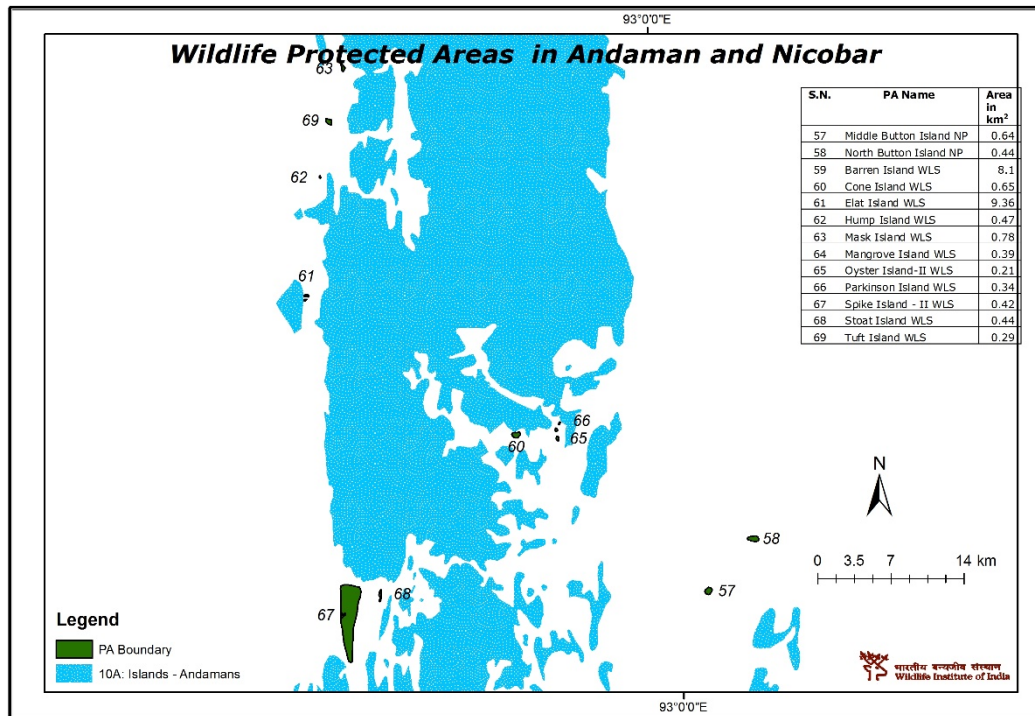 93°0'0"E
Wildlife Protected Areas in Andaman and Nicobar
S.N. PA Name Area in km²
57 Middle Button Island NP 0.64
58 North Button Island NP 0.44
59 Barren Island WLS 8.1
60 Cone Island WLS 0.65
61 Elat Island WLS 9.36
62 Hump Island WLS 0.47
63 Mask Island WLS 0.78
64 Mangrove Island WLS 0.39
65 Oyster Island-II WLS 0.21
66 Parkinson Island WLS 0.34
67 Spike Island - II WLS 0.42
68 Stoat Island WLS 0.44
69 Tuft Island WLS 0.29
63
69
62
61
66
65
60
58
57
68
67
N
0 3.5 7 14 km
Legend
PA Boundary
10A: Islands - Andamans
भारतीय वन्यजीव संस्थान
Wildlife Institute of India
93°0'0"E